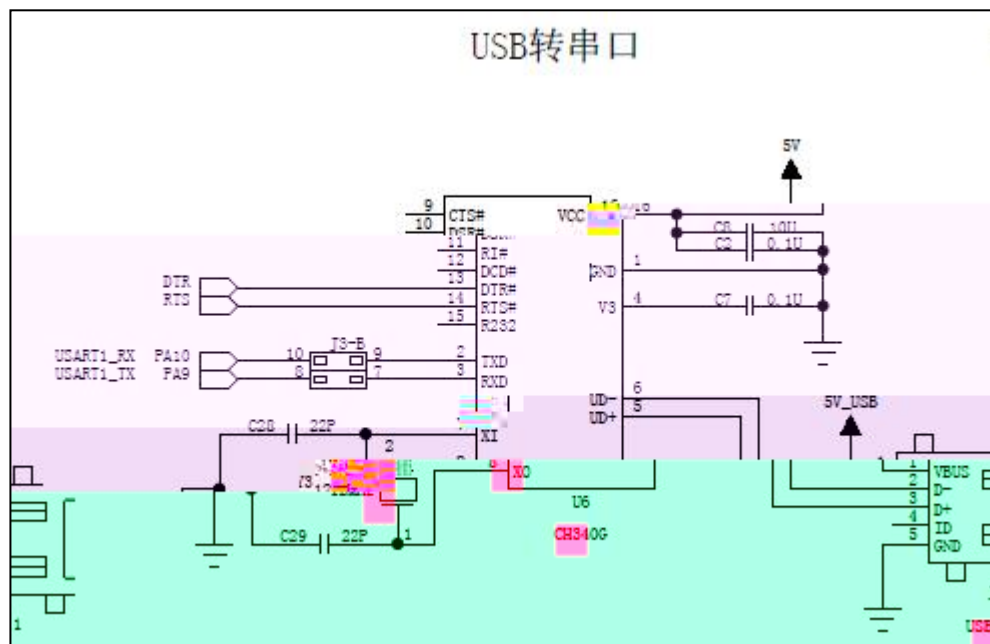 USB转串口
5V
9 CTS#
10
VCC
C8 10U
11
C2 0.1U
12 RI#
13 DCD#
GND 1
DTR
14 DTR#
RTS
15 RTS#
V3 4 C7 0.1U
R232
J3-B
USART1_RX PA10 10 9 2 TXD
USART1_TX PA9 8 7 3 RXD
UD- 6
UD+ 5
5V_USB
C28 22P
XI
2
XO
1 VBUS
2 D-
3 D+
4 ID
5 GND
U6
C29 22P 1
CH340G
1
USB